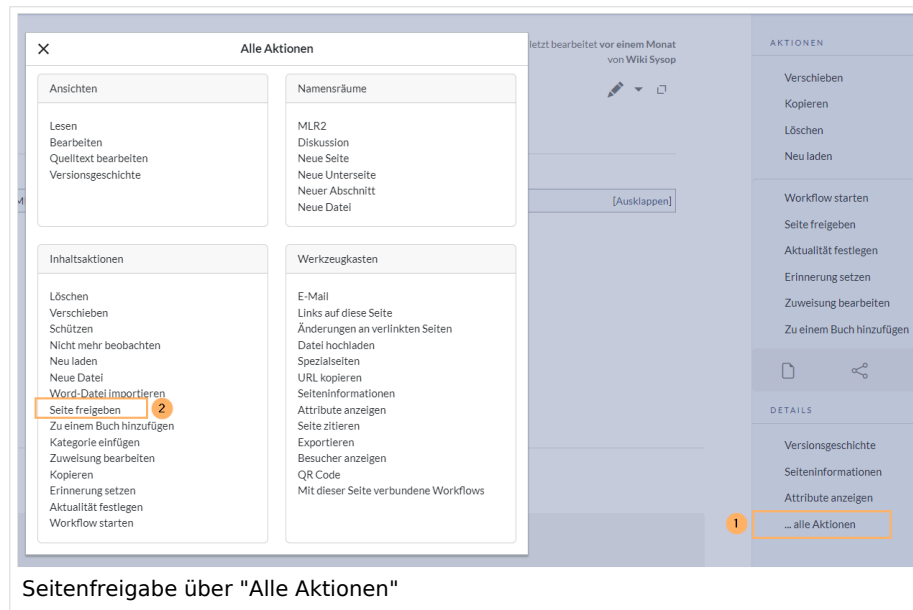 Alle Aktionen
Ansichten
Lesen
Bearbeiten
Quelltext bearbeiten
Versionsgeschichte
Namensräume
MLR2
Diskussion
Neue Seite
Neue Unterseite
Neuer Abschnitt
Neue Datei
Inhaltsaktionen
Löschen
Verschieben
Schützen
Nicht mehr beobachten
Neu laden
Neue Datei
Word-Datei importieren
Seite freigeben 2
Zu einem Buch hinzufügen
Kategorie einfügen
Zuweisung bearbeiten
Kopieren
Erinnerung setzen
Aktualität festlegen
Workflow starten
Werkzeugkasten
E-Mail
Links auf diese Seite
Änderungen an verlinkten Seiten
Datei hochladen
Spezialseiten
URL kopieren
Seiteninformationen
Attribute anzeigen
Seite zitieren
Exportieren
Besucher anzeigen
QR Code
Mit dieser Seite verbundene Workflows
letzt bearbeitet vor einem Monat
von Wiki Sysop
M
[Ausklappen]
AKTIONEN
Verschieben
Kopieren
Löschen
Neu laden
Workflow starten
Seite freigeben
Aktualität festlegen
Erinnerung setzen
Zuweisung bearbeiten
Zu einem Buch hinzufügen
DETAILS
Versionsgeschichte
Seiteninformationen
Attribute anzeigen
1 ... alle Aktionen
Seitenfreigabe über "Alle Aktionen"